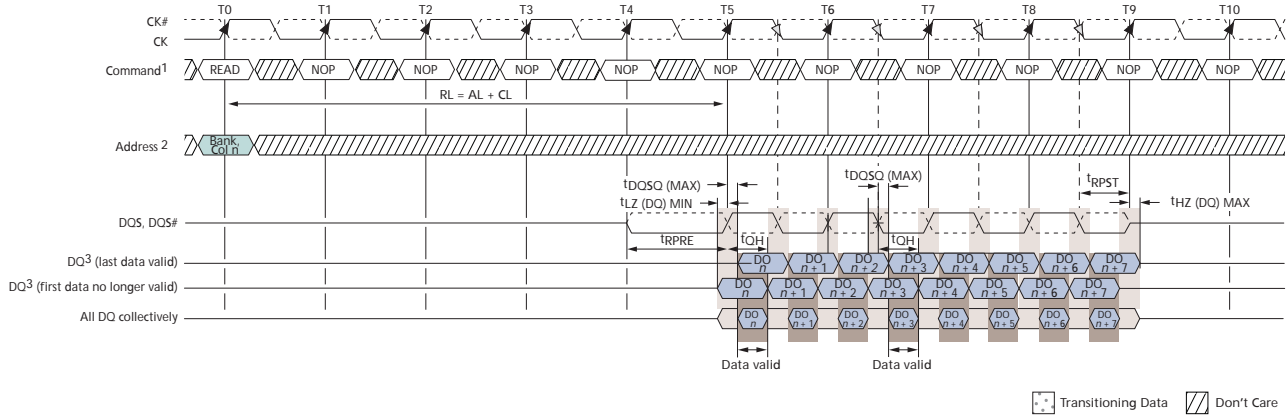 T0 T1 T2 T3 T4 T5 T6 T7 T8 T9 T10
CK#
CK
Command1 READ NOP NOP NOP NOP NOP NOP NOP NOP NOP NOP
RL = AL + CL
Address 2 Bank, Col n
tDQSQ (MAX) tDQSQ (MAX) tRPST
tLZ (DQ) MIN tHZ (DQ) MAX
DQS, DQS#
tRPRE tQH tQH
DQ3 (last data valid) DO n DO n + 1 DO n + 2 DO n + 3 DO n + 4 DO n + 5 DO n + 6 DO n + 7
DQ3 (first data no longer valid) DO n DO n + 1 DO n + 2 DO n + 3 DO n + 4 DO n + 5 DO n + 6 DO n + 7
All DQ collectively DO n DO n + 1 DO n + 2 DO n + 3 DO n + 4 DO n + 5 DO n + 6 DO n + 7
Data valid Data valid
Transitioning Data Don't Care